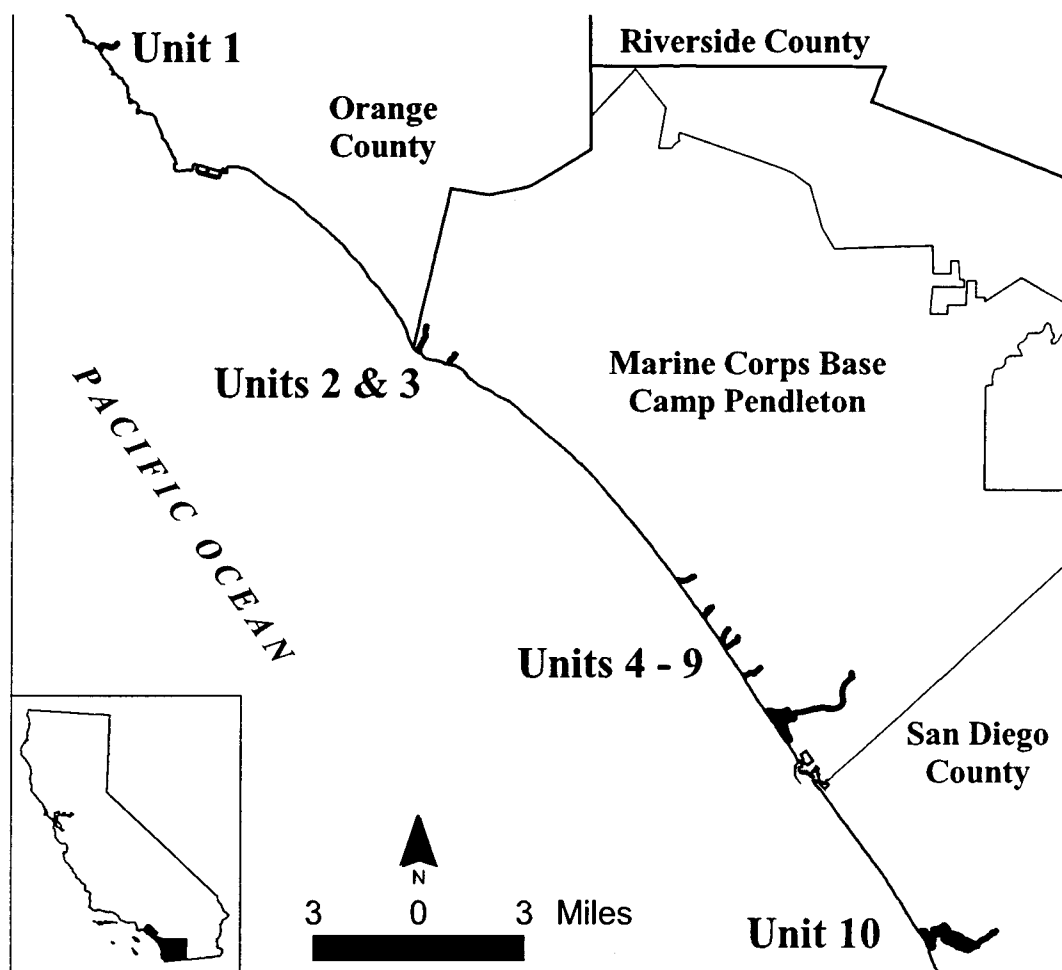 Unit 1
Riverside County
Orange
County
Units 2 & 3
Marine Corps Base
Camp Pendleton
PACIFIC OCEAN
Units 4 - 9
San Diego
County
N
3 0 3 Miles
Unit 10